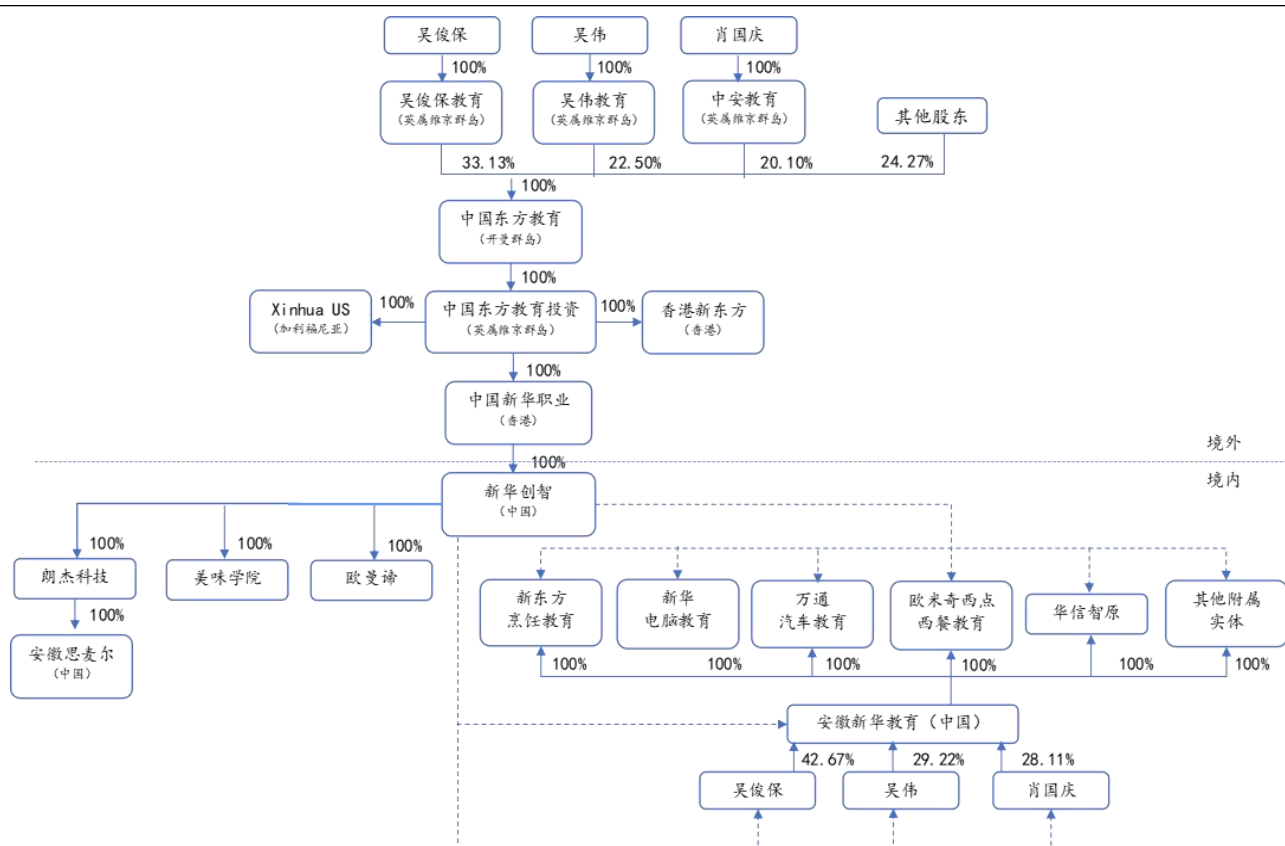 吴俊保
吴伟
肖国庆
100%
100%
100%
吴俊保教育
(英属维京群岛)
吴伟教育
(英属维京群岛)
中安教育
(英属维京群岛)
其他股东
33.13%
22.50%
20.10%
24.27%
100%
中国东方教育
(开曼群岛)
100%
Xinhua US
(加利福尼亚)
100%
中国东方教育投资
(英属维京群岛)
100%
香港新东方
(香港)
100%
中国新华职业
(香港)
境外
100%
境内
新华创智
(中国)
100%
100%
100%
朗杰科技
美味学院
欧曼谛
100%
安徽思麦尔
(中国)
新东方
烹饪教育
新华
电脑教育
万通
汽车教育
欧米奇西点
西餐教育
华信智原
其他附属
实体
100%
100%
100%
100%
100%
100%
安徽新华教育（中国）
42.67%
29.22%
28.11%
吴俊保
吴伟
肖国庆